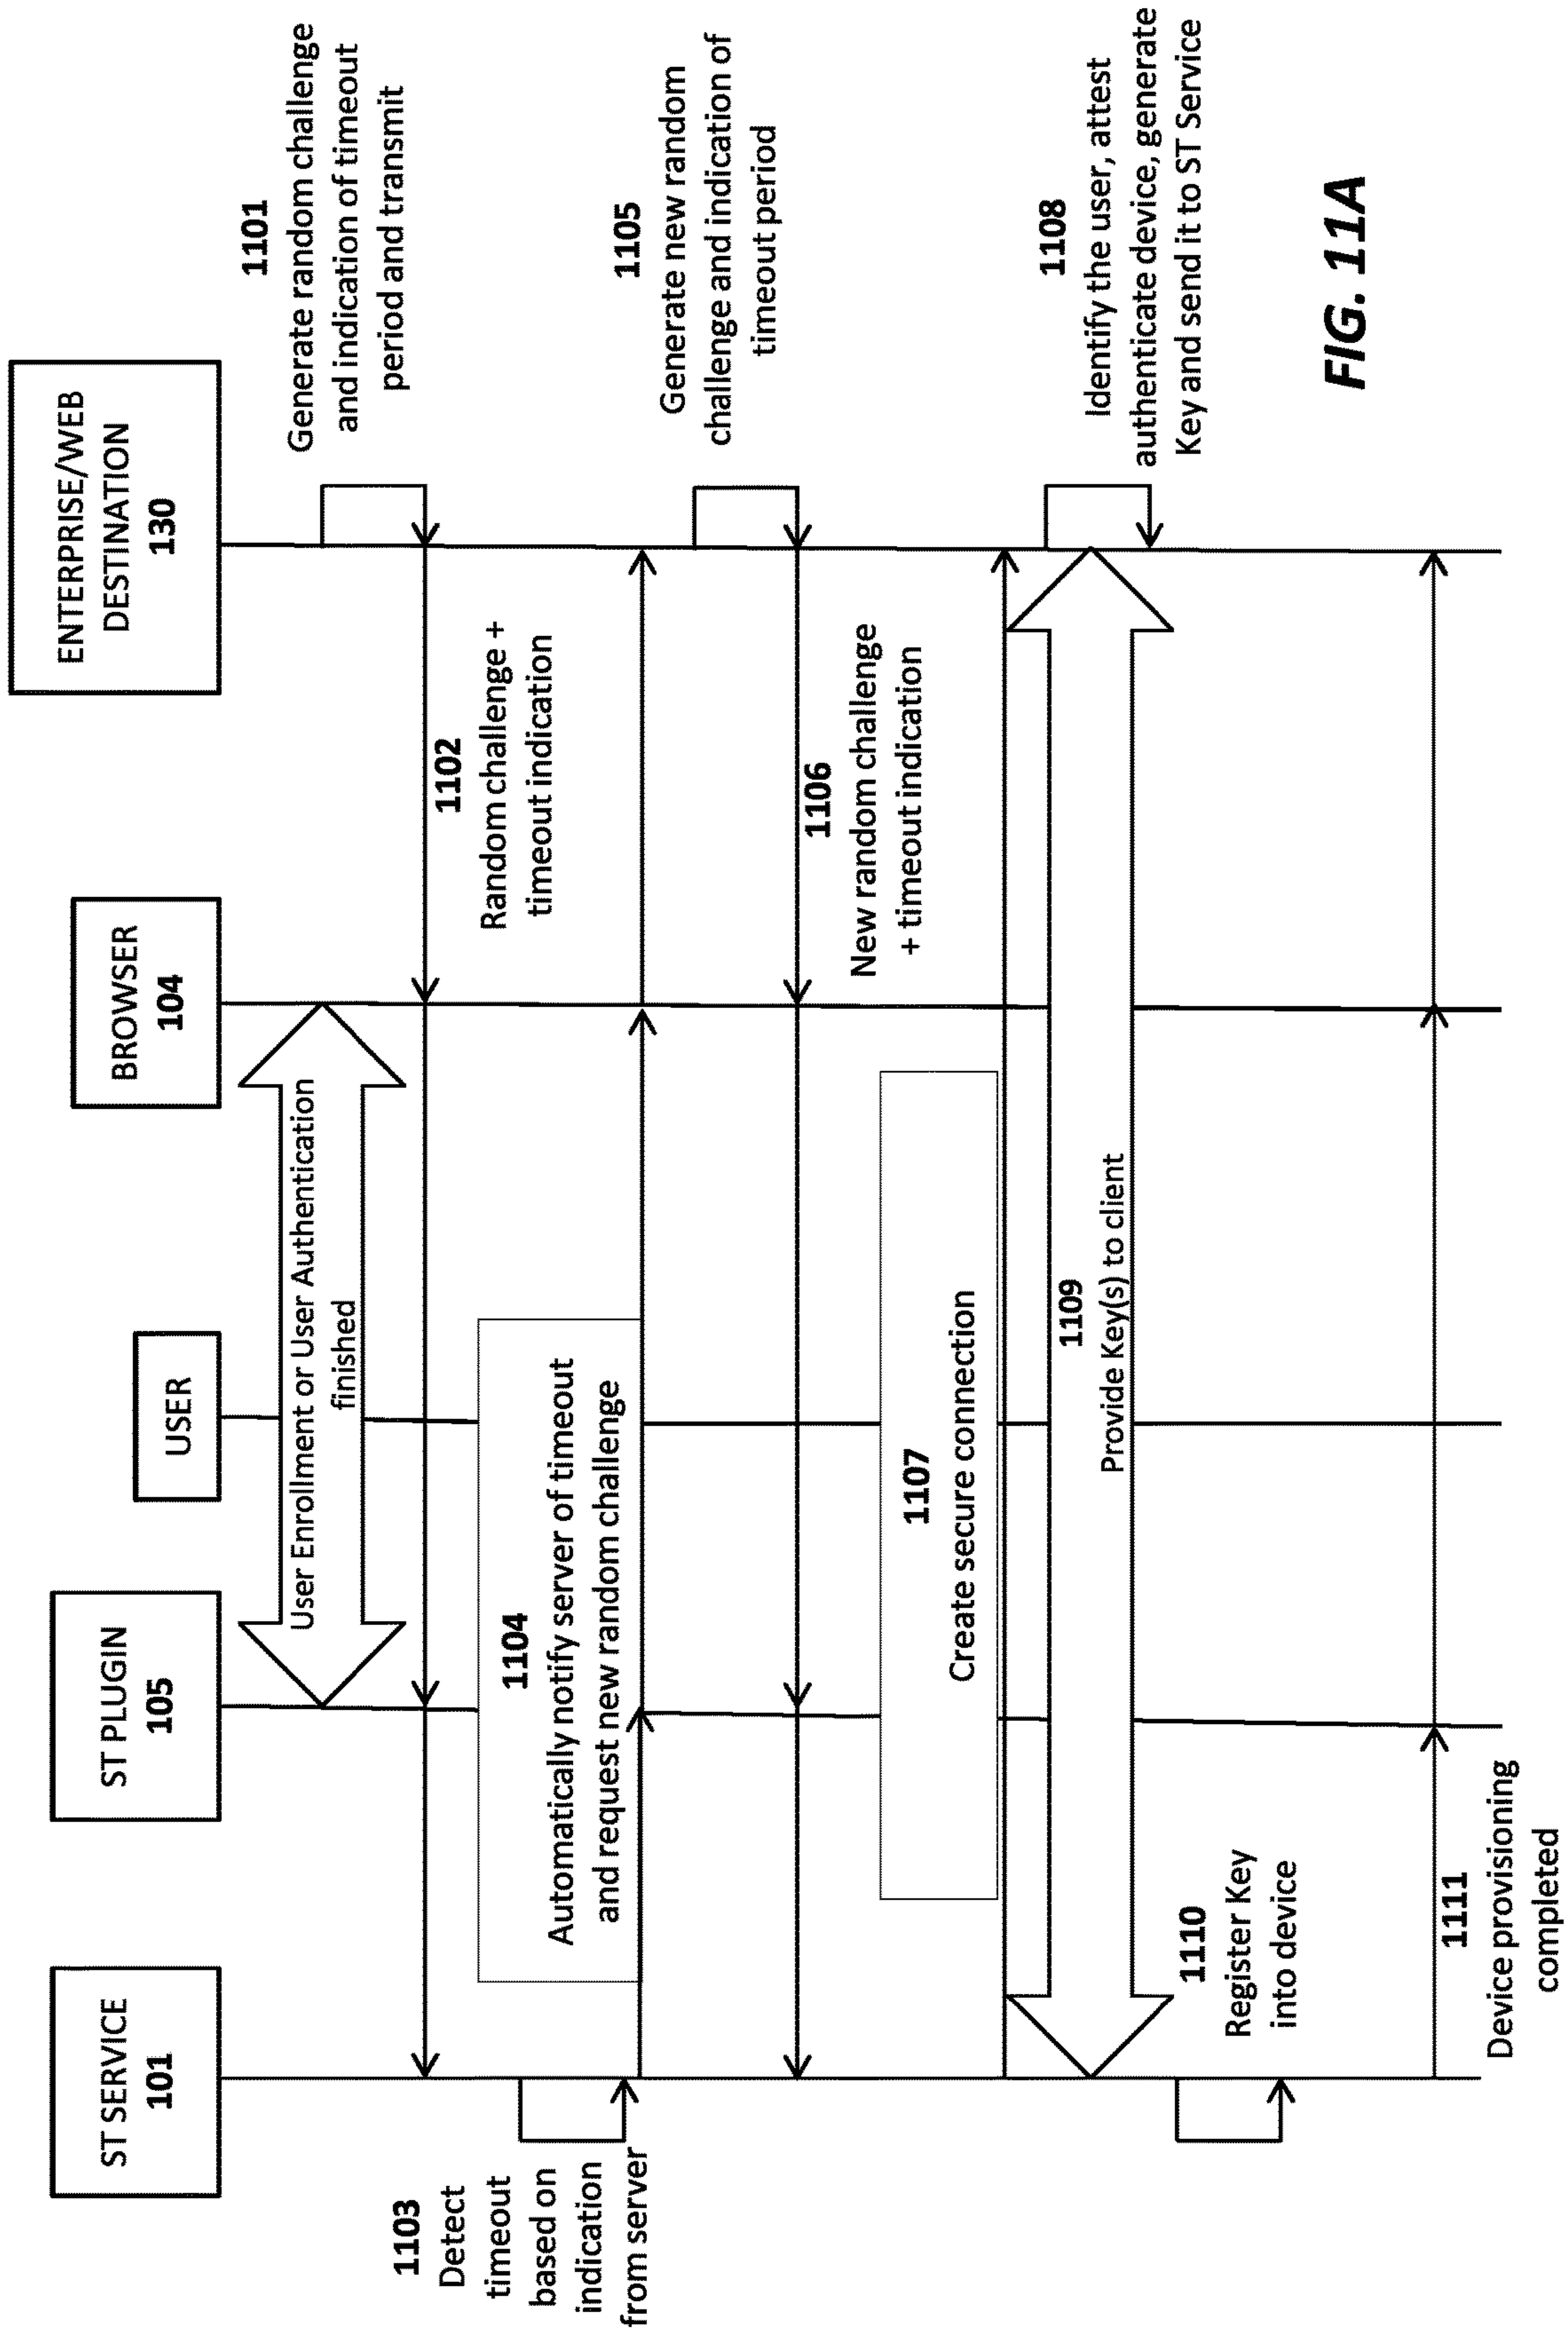 ST SERVICE
101
ST PLUGIN
105
USER
BROWSER
104
ENTERPRISE/WEB
DESTINATION
130
User Enrollment or User Authentication
finished
1101
Generate random challenge
and indication of timeout
period and transmit
1102
Random challenge +
timeout indication
1103
Detect
timeout
based on
indication
from server
1104
Automatically notify server of timeout
and request new random challenge
1105
Generate new random
challenge and indication of
timeout period
1106
New random challenge
+ timeout indication
1107
Create secure connection
1108
Identify the user, attest
authenticate device, generate
Key and send it to ST Service
1109
Provide Key(s) to client
1110
Register Key
into device
1111
Device provisioning
completed
FIG. 11A